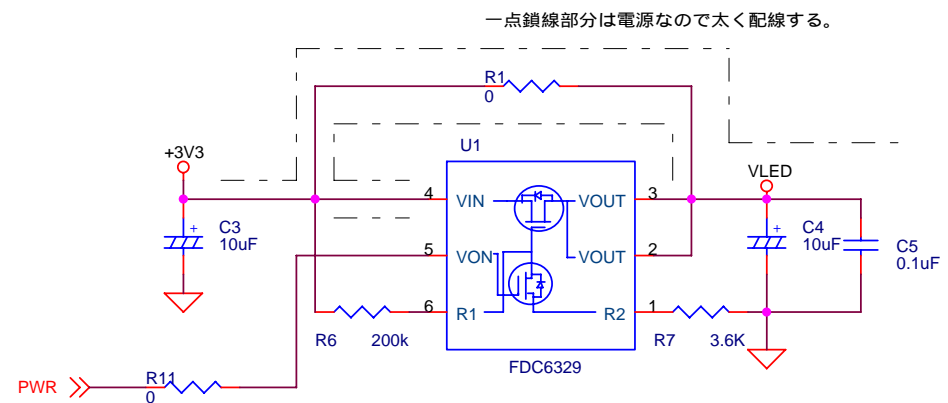 一点鎖線部分は電源なので太く配線する。
R1
0
U1
+3V3
VLED
4
VIN
VOUT
3
C3
10uF
+
C4
10uF
+
C5
0.1uF
5
VON
VOUT
2
6
R1
R2
1
R6
200k
R7
3.6K
FDC6329
PWR
R11
0